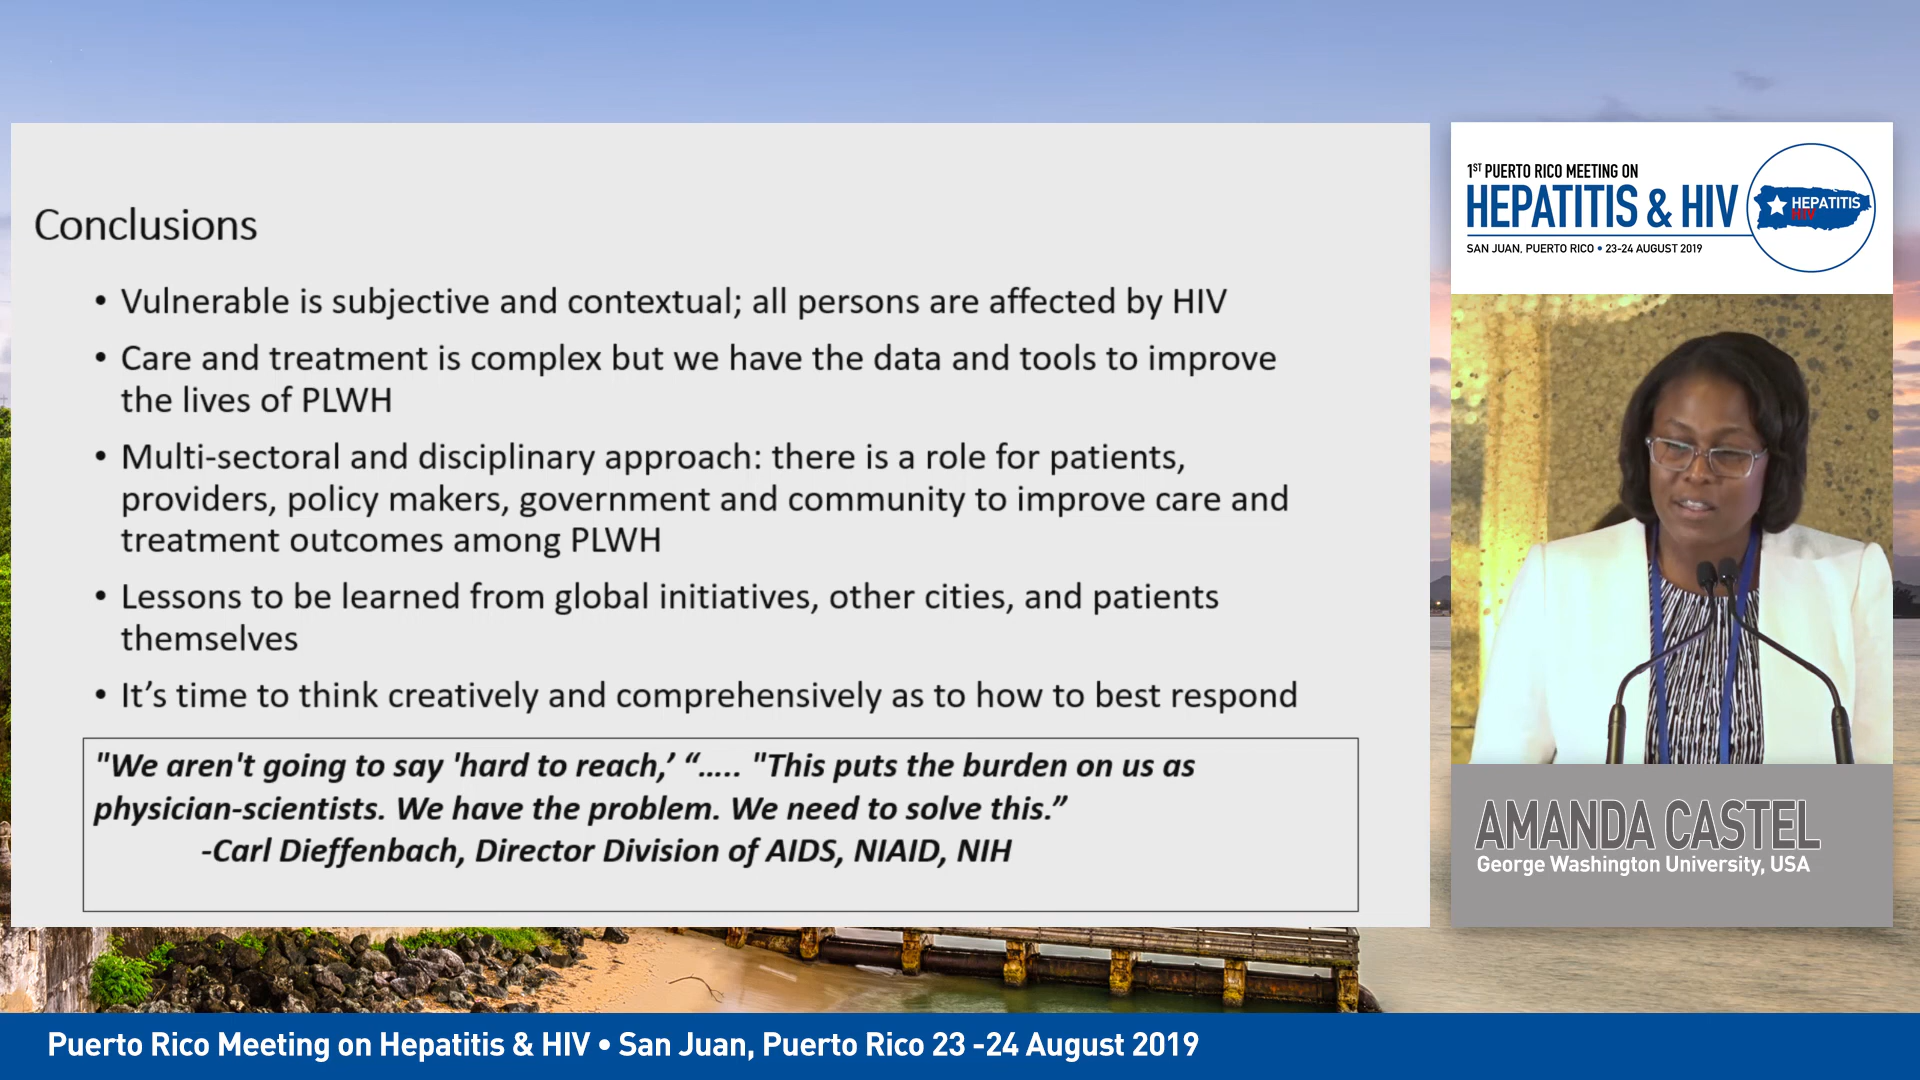 Conclusions
• Vulnerable is subjective and contextual; all persons are affected by HIV
• Care and treatment is complex but we have the data and tools to improve
the lives of PLWH
• Multi-sectoral and disciplinary approach: there is a role for patients,
providers, policy makers, government and community to improve care and
treatment outcomes among PLWH
• Lessons to be learned from global initiatives, other cities, and patients
themselves
• It’s time to think creatively and comprehensively as to how to best respond
"We aren't going to say 'hard to reach,’ “..... "This puts the burden on us as
physician-scientists. We have the problem. We need to solve this.”
-Carl Dieffenbach, Director Division of AIDS, NIAID, NIH
1ST PUERTO RICO MEETING ON
HEPATITIS & HIV
SAN JUAN, PUERTO RICO • 23-24 AUGUST 2019
HEPATITIS
HIV
AMANDA CASTEL
George Washington University, USA
Puerto Rico Meeting on Hepatitis & HIV • San Juan, Puerto Rico 23 -24 August 2019